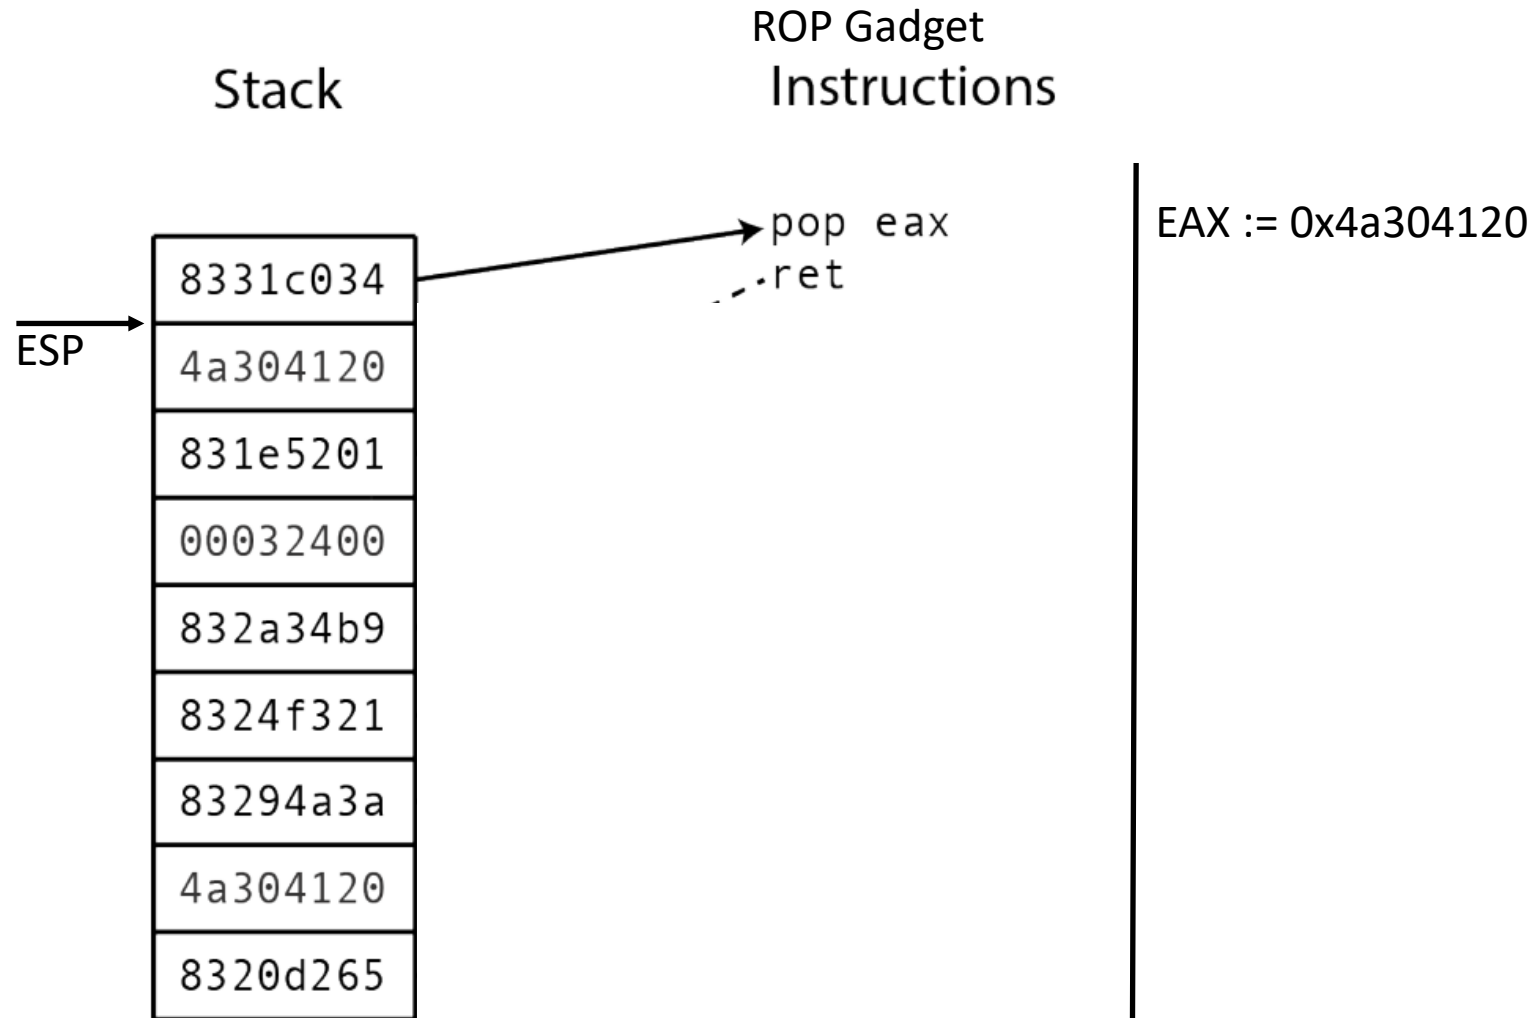 ROP Gadget
Stack
Instructions
pop eax
EAX := 0x4a304120
ret
8331c034
ESP
4a304120
831e5201
00032400
832a34b9
8324f321
83294a3a
4a304120
8320d265